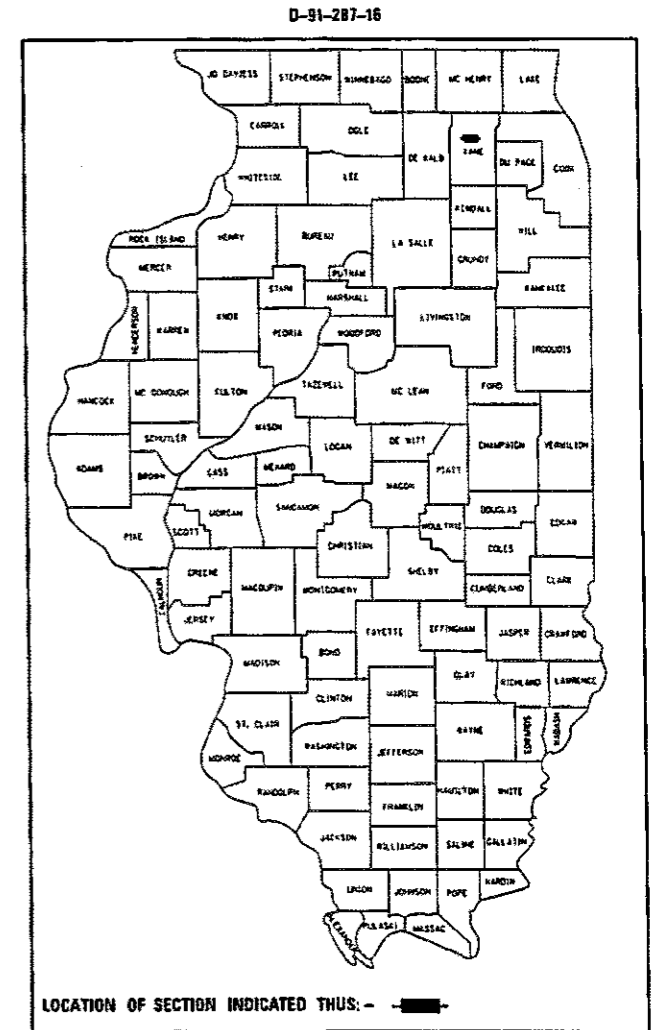 D-91-287-16
JO DAVIESS STEPHENSON WINNEBAGO BOONE MC HENRY LAKE
CARROLL OGLE DE KALB KANE DU PAGE COOK
WHITESIDE LEE
KENDALL WILL
ROCK ISLAND HENRY BUREAU LA SALLE GRUNDY
MERCER PUTNAM KANKAKEE
STARK MARSHALL
HENDERSON WARREN KNOX PEORIA WOODFORD LIVINGSTON IROQUOIS
HANCOCK MC DONOUGH FULTON TAZEWELL MC LEAN FORD
SCHUYLER MASON LOGAN DE WITT CHAMPAIGN VERMILION
ADAMS BROWN CASS MENARD MACON PIATT
PIKE SCOTT MORGAN SANGAMON CHRISTIAN MOULTRIE DOUGLAS EDGAR
COLES
CALHOUN GREENE MACOUPIN MONTGOMERY SHELBY CUMBERLAND CLARK
JERSEY FAYETTE EFFINGHAM JASPER CRAWFORD
MADISON BOND CLAY RICHLAND LAWRENCE
CLINTON MARION
ST. CLAIR WASHINGTON JEFFERSON WAYNE EDWARDS WABASH
MONROE
RANDOLPH PERRY FRANKLIN HAMILTON WHITE
JACKSON WILLIAMSON SALINE GALLATIN
UNION JOHNSON POPE HARDIN
ALEXANDER PULASKI MASSAC
LOCATION OF SECTION INDICATED THUS: -